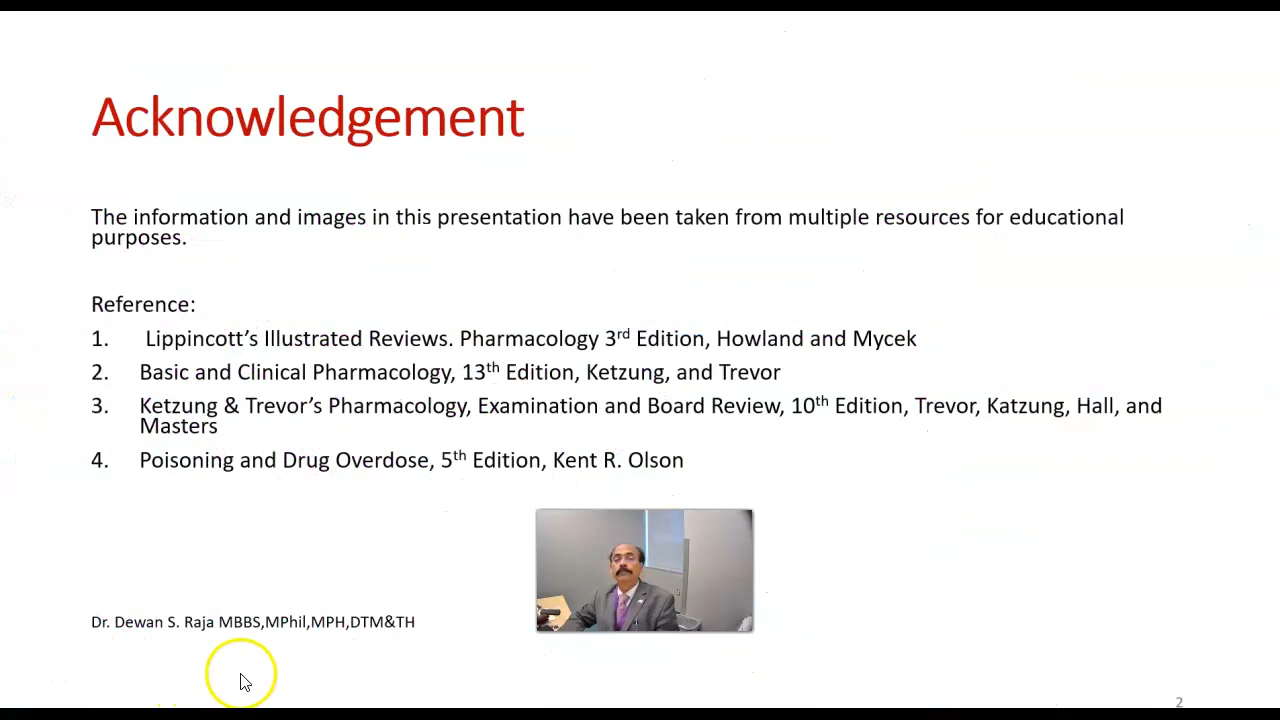 Acknowledgement
The information and images in this presentation have been taken from multiple resources for educational
purposes.
Reference:
1. Lippincott’s Illustrated Reviews. Pharmacology 3rd Edition, Howland and Mycek
2. Basic and Clinical Pharmacology, 13th Edition, Ketzung, and Trevor
3. Ketzung & Trevor’s Pharmacology, Examination and Board Review, 10th Edition, Trevor, Katzung, Hall, and
Masters
4. Poisoning and Drug Overdose, 5th Edition, Kent R. Olson
Dr. Dewan S. Raja MBBS,MPhil,MPH,DTM&TH
2